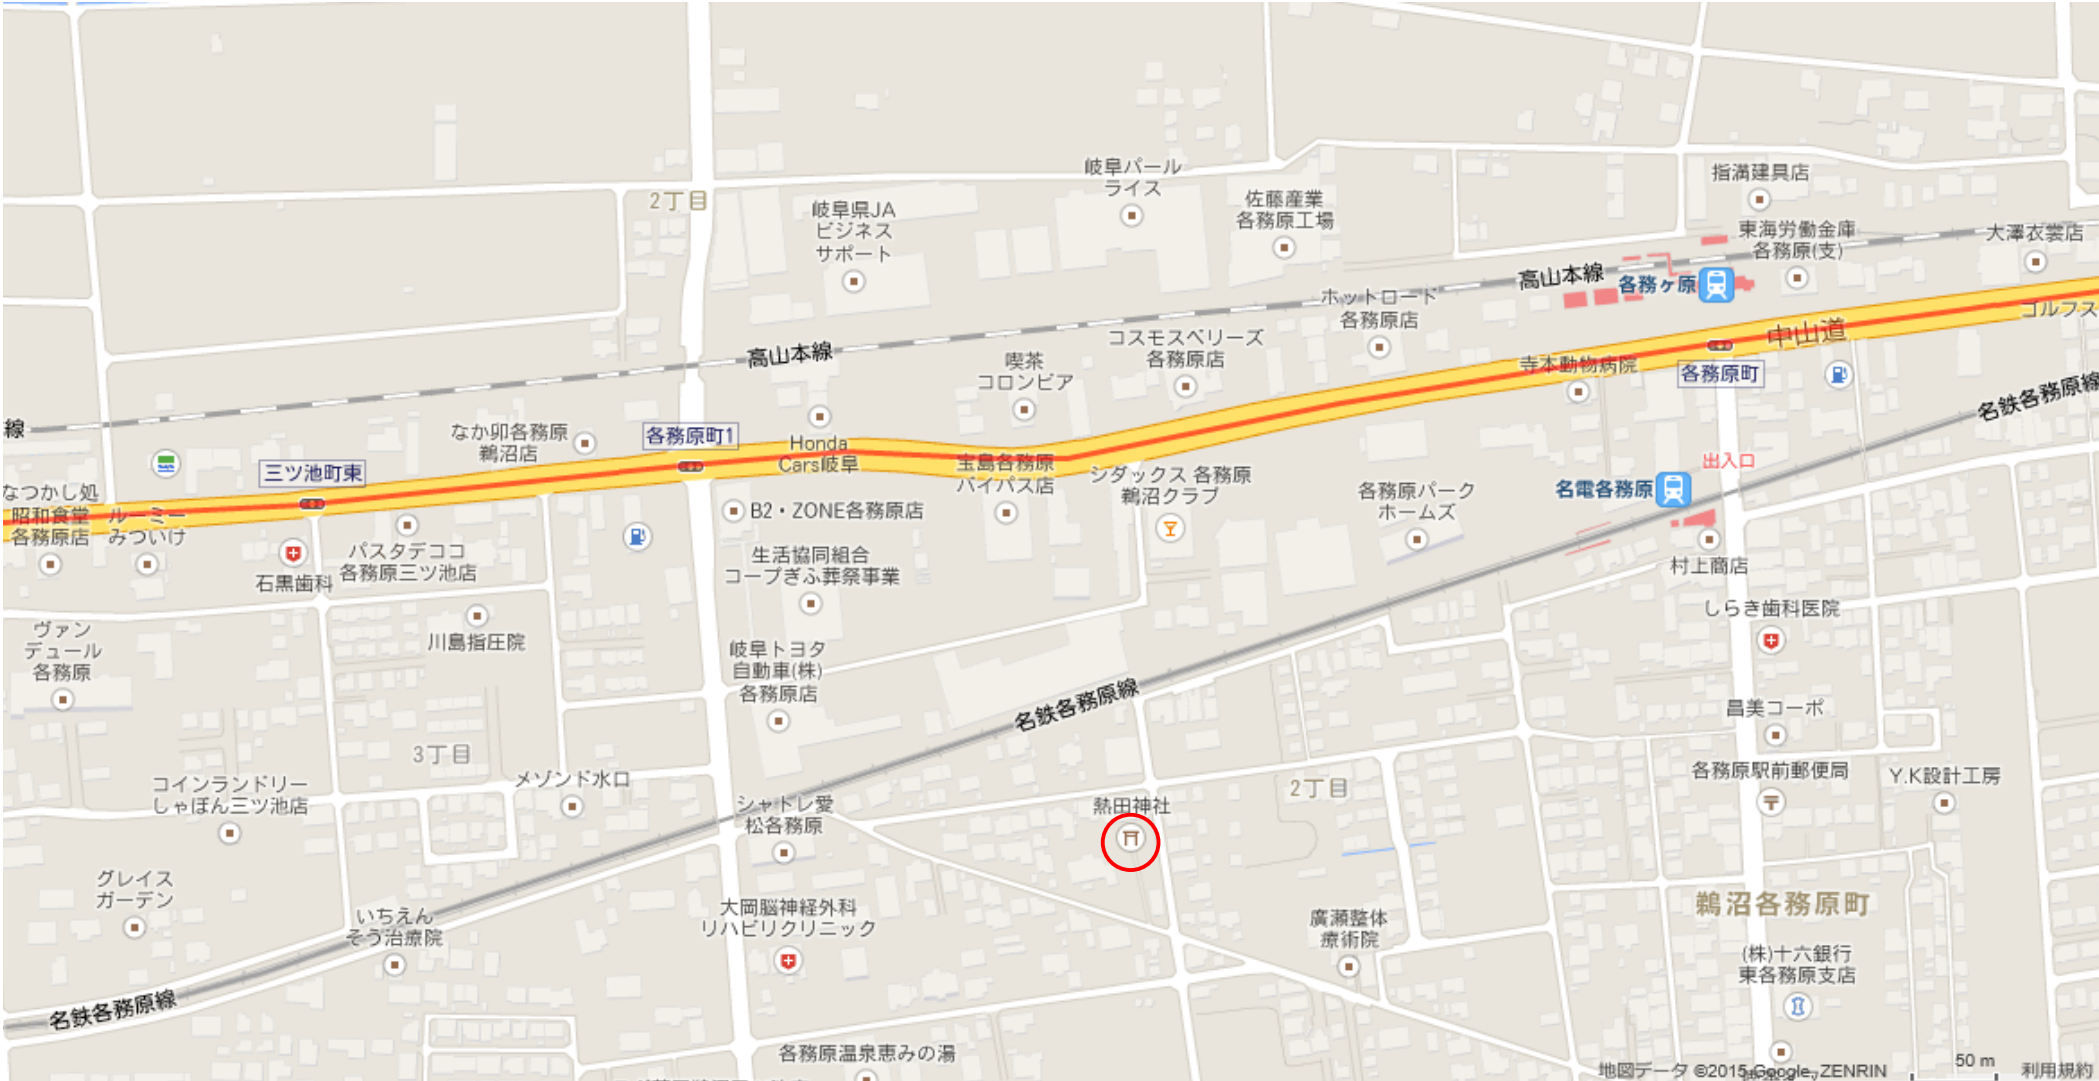 岐阜パール
ライス
指満建具店
2丁目
岐阜県JA
ビジネス
サポート
佐藤産業
各務原工場
東海労働金庫
各務原(支)
大澤衣裳店
高山本線
各務ヶ原
ホットロード
各務原店
ゴルフス
中山道
高山本線
コスモスベリーズ
各務原店
喫茶
コロンビア
寺本動物病院
各務原町
名鉄各務原線
線
なか卯各務原
鵜沼店
各務原町1
Honda
Cars岐阜
三ツ池町東
宝島各務原
バイパス店
シダックス 各務原
鵜沼クラブ
出入口
名電各務原
なつかし処
昭和食堂
各務原店
ルーミー
みついけ
B2・ZONE各務原店
各務原パーク
ホームズ
石黒歯科
パスタデココ
各務原三ツ池店
生活協同組合
コープぎふ葬祭事業
村上商店
しらき歯科医院
ヴァン
デュール
各務原
川島指圧院
岐阜トヨタ
自動車(株)
各務原店
名鉄各務原線
昌美コーポ
3丁目
コインランドリー
しゃぼん三ツ池店
メゾンド水口
シャトレ愛
松各務原
熱田神社
2丁目
各務原駅前郵便局
Y.K設計工房
グレイス
ガーデン
いちえん
そう治療院
大岡脳神経外科
リハビリクリニック
廣瀬整体
療術院
鵜沼各務原町
(株)十六銀行
東各務原支店
名鉄各務原線
各務原温泉恵みの湯
地図データ ©2015 Google, ZENRIN
50 m
利用規約